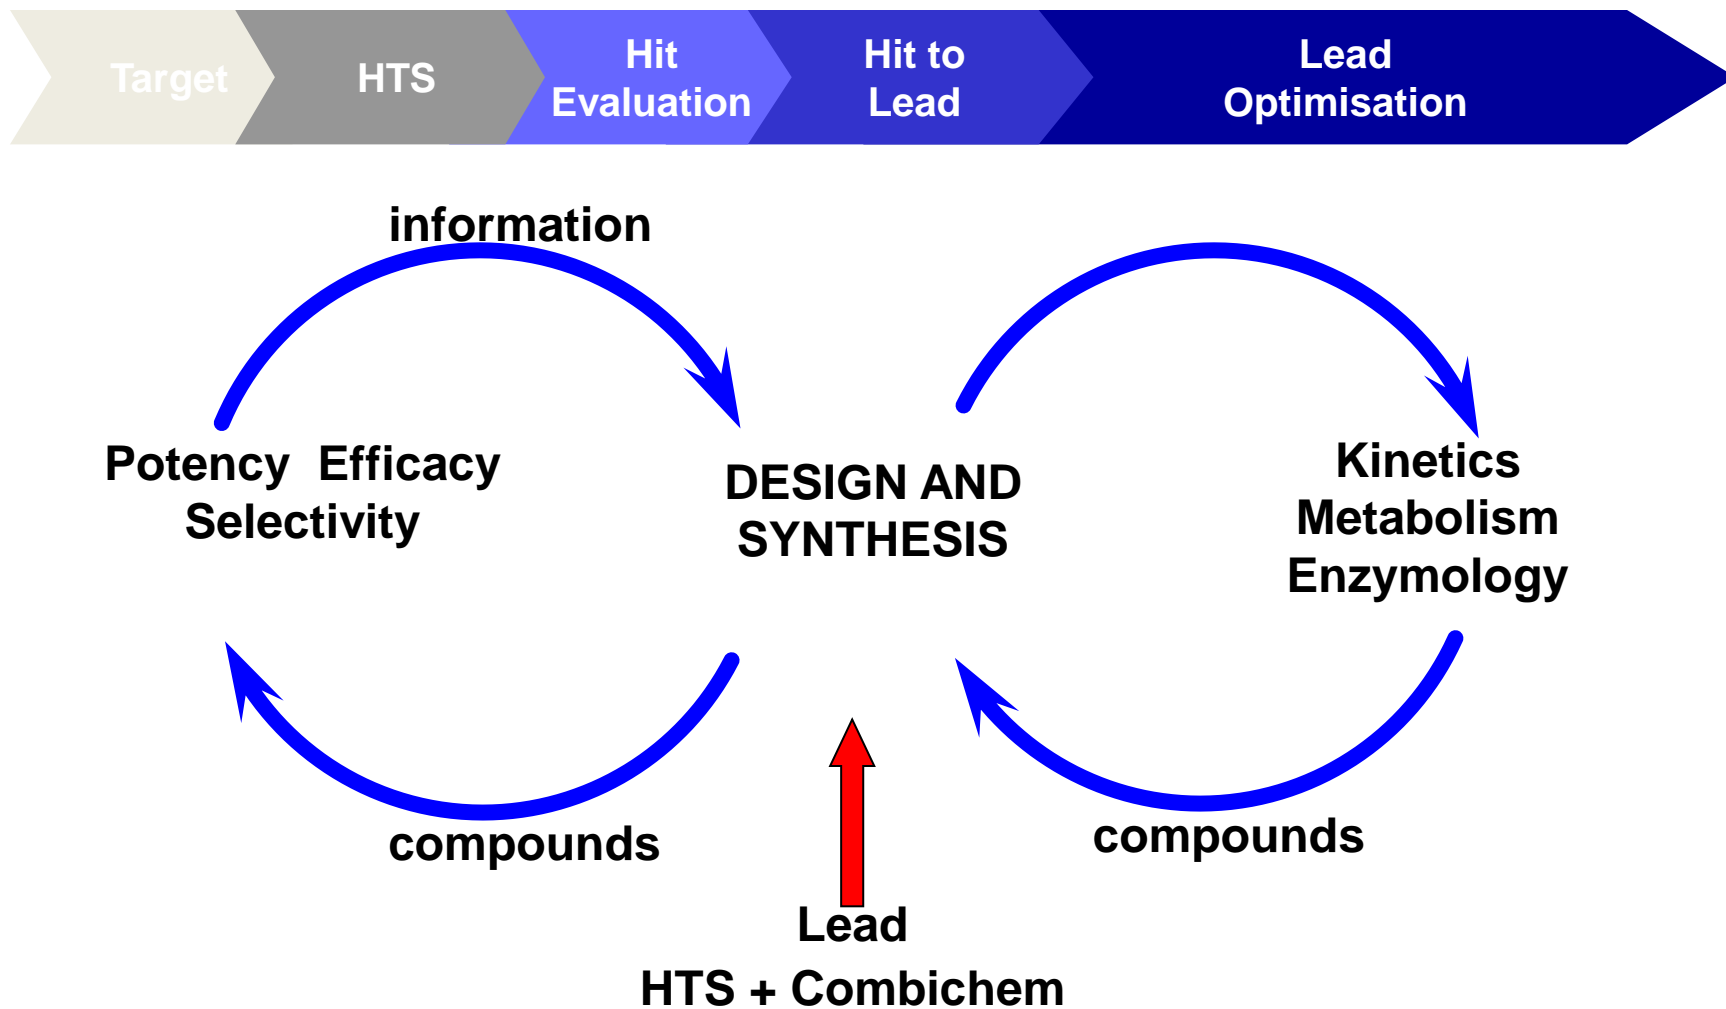 Target
HTS
Hit
Evaluation
Hit to
Lead
Lead
Optimisation
information
Potency  Efficacy
Selectivity
DESIGN AND
SYNTHESIS
Kinetics
Metabolism
Enzymology
compounds
compounds
Lead
HTS + Combichem